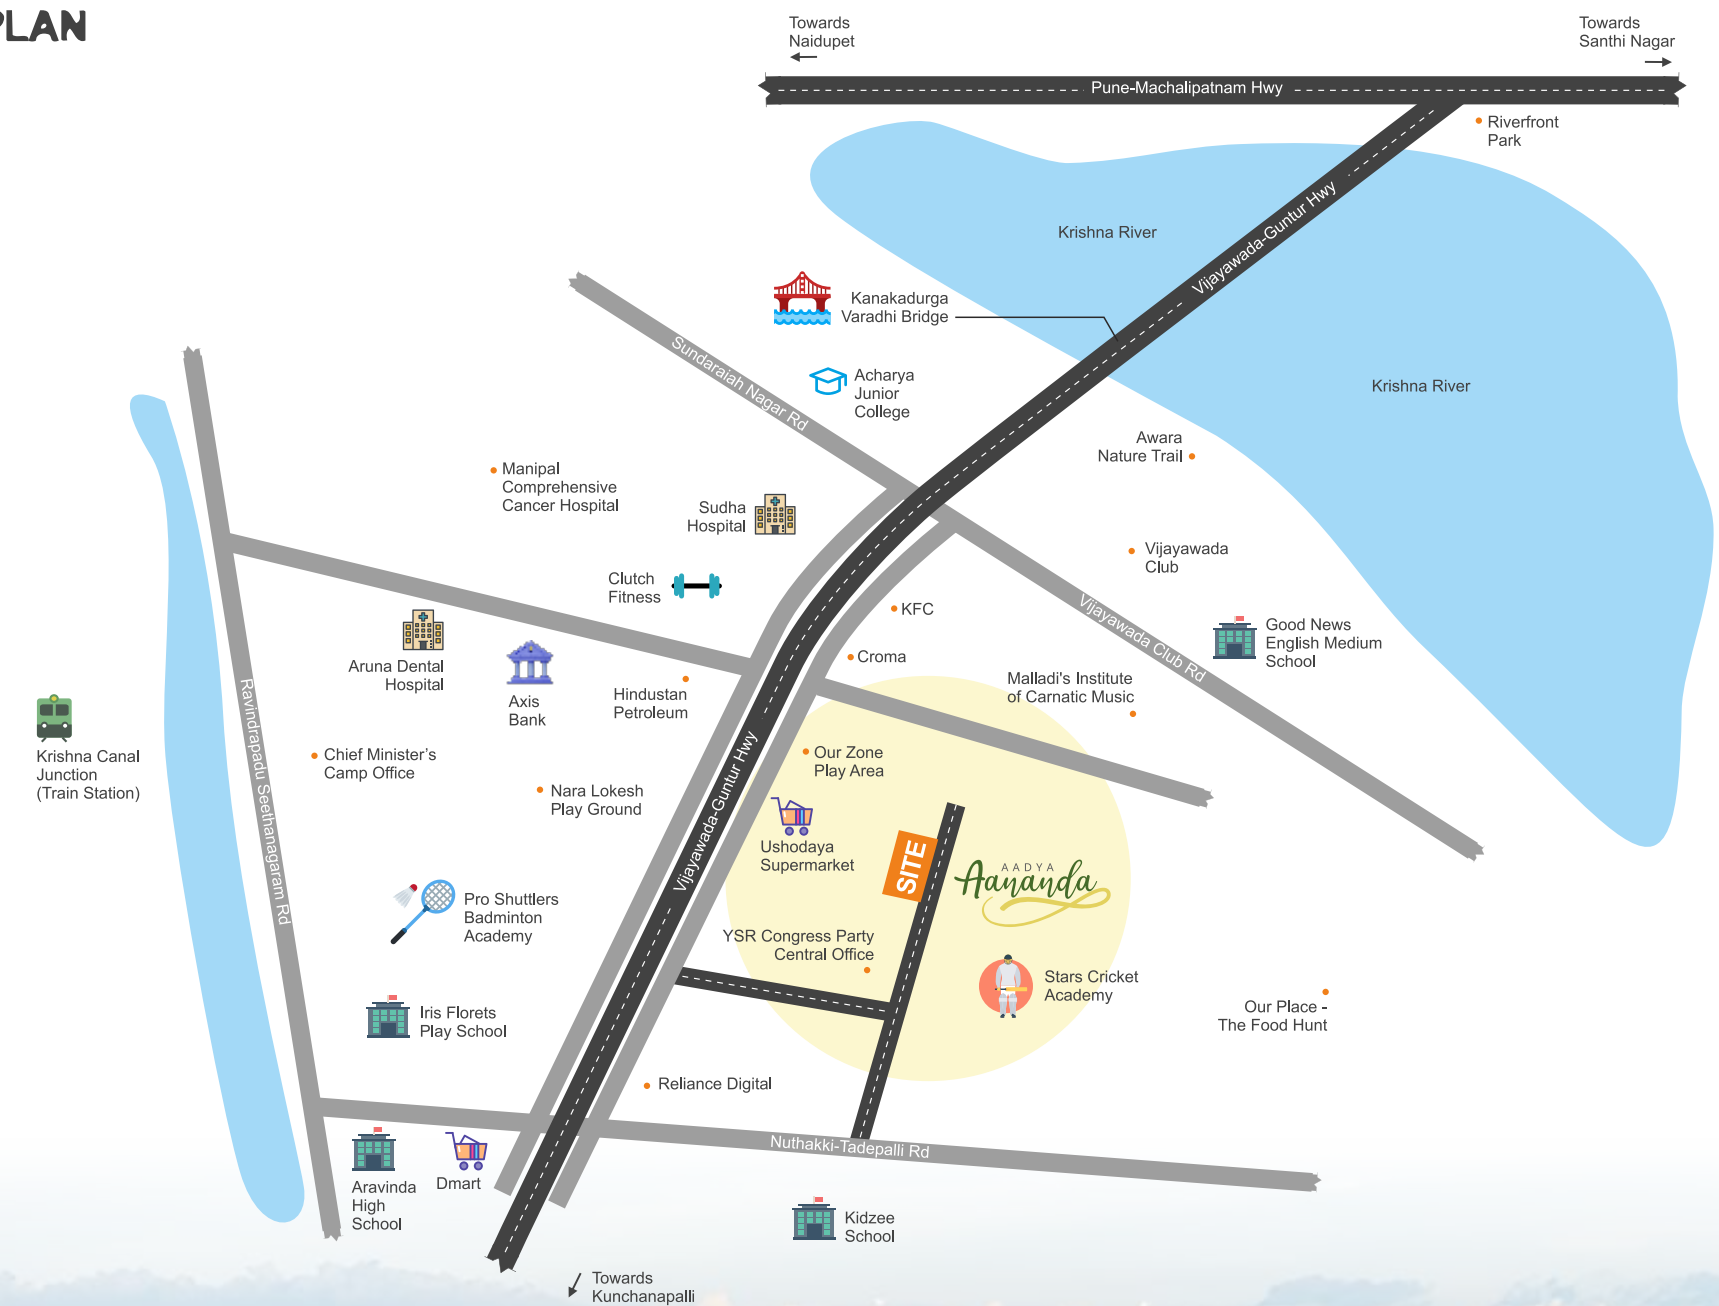 PLAN
Towards
Naidupet
Towards
Santhi Nagar
Pune-Machalipatnam Hwy
Riverfront
Park
Vijayawada-Guntur Hwy
Krishna River
Kanakadurga
Varadhi Bridge
Krishna River
Sundaraiah Nagar Rd
Acharya
Junior
College
Awara
Nature Trail
Manipal
Comprehensive
Cancer Hospital
Sudha
Hospital
Vijayawada
Club
Clutch
Fitness
KFC
Vijayawada Club Rd
Good News
English Medium
School
Croma
Aruna Dental
Hospital
Axis
Bank
Hindustan
Petroleum
Malladi's Institute
of Carnatic Music
Ravindrapadu Seethanagaram Rd
Krishna Canal
Junction
(Train Station)
Chief Minister's
Camp Office
Nara Lokesh
Play Ground
Vijayawada-Guntur Hwy
Our Zone
Play Area
Ushodaya
Supermarket
SITE
AADYA
Aananda
Pro Shuttlers
Badminton
Academy
YSR Congress Party
Central Office
Stars Cricket
Academy
Our Place -
The Food Hunt
Iris Florets
Play School
Reliance Digital
Nuthakki-Tadepalli Rd
Aravinda
High
School
Dmart
Kidzee
School
Towards
Kunchanapalli